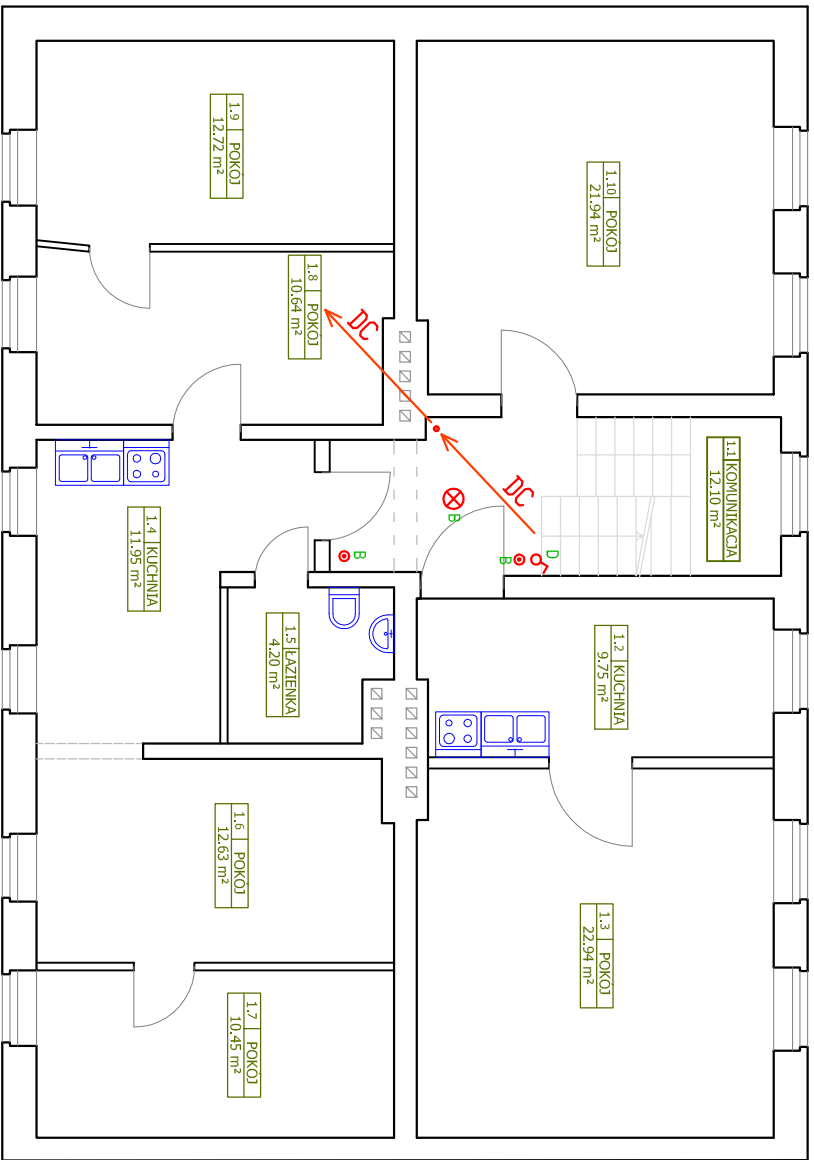 1.9 POKÓJ
12.72 m²
1.10 POKÓJ
21.94 m²
1.8 POKÓJ
10.64 m²
DC
DC
1.1 KOMUNIKACJA
12.10 m²
B
B
B
D
1.4 KUCHNIA
11.95 m²
1.5 ŁAZIENKA
4.20 m²
1.2 KUCHNIA
9.75 m²
1.6 POKÓJ
12.63 m²
1.3 POKÓJ
22.94 m²
1.7 POKÓJ
10.45 m²